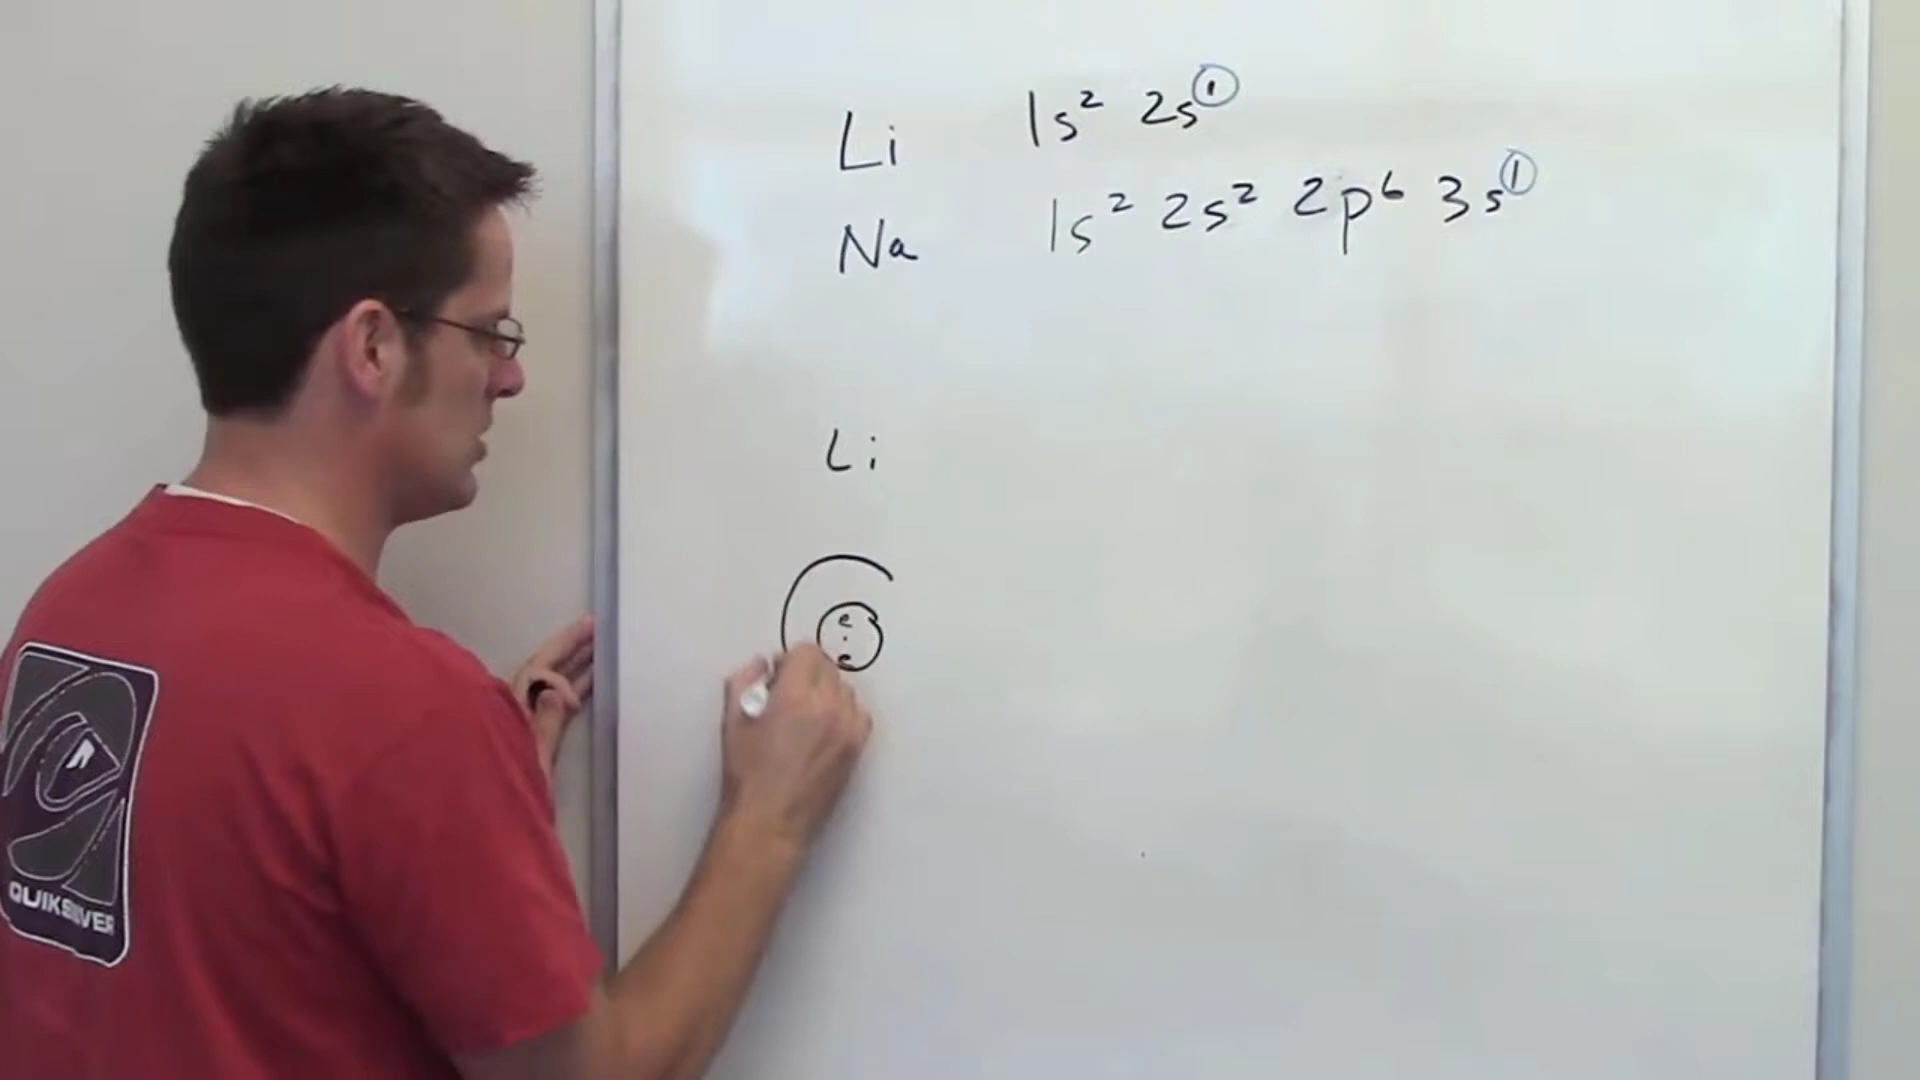 Li 1s² 2s¹
Na 1s² 2s² 2p⁶ 3s¹
Li
e
e
QUIKSILVER